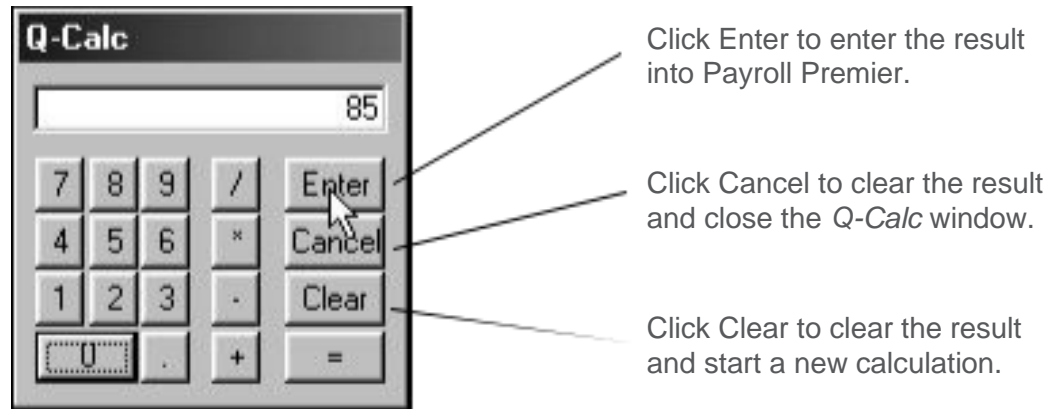 Q-Calc
85
7 8 9 / Enter
4 5 6 * Cancel
1 2 3 - Clear
0 . + =
Click Enter to enter the result
into Payroll Premier.
Click Cancel to clear the result
and close the Q-Calc window.
Click Clear to clear the result
and start a new calculation.